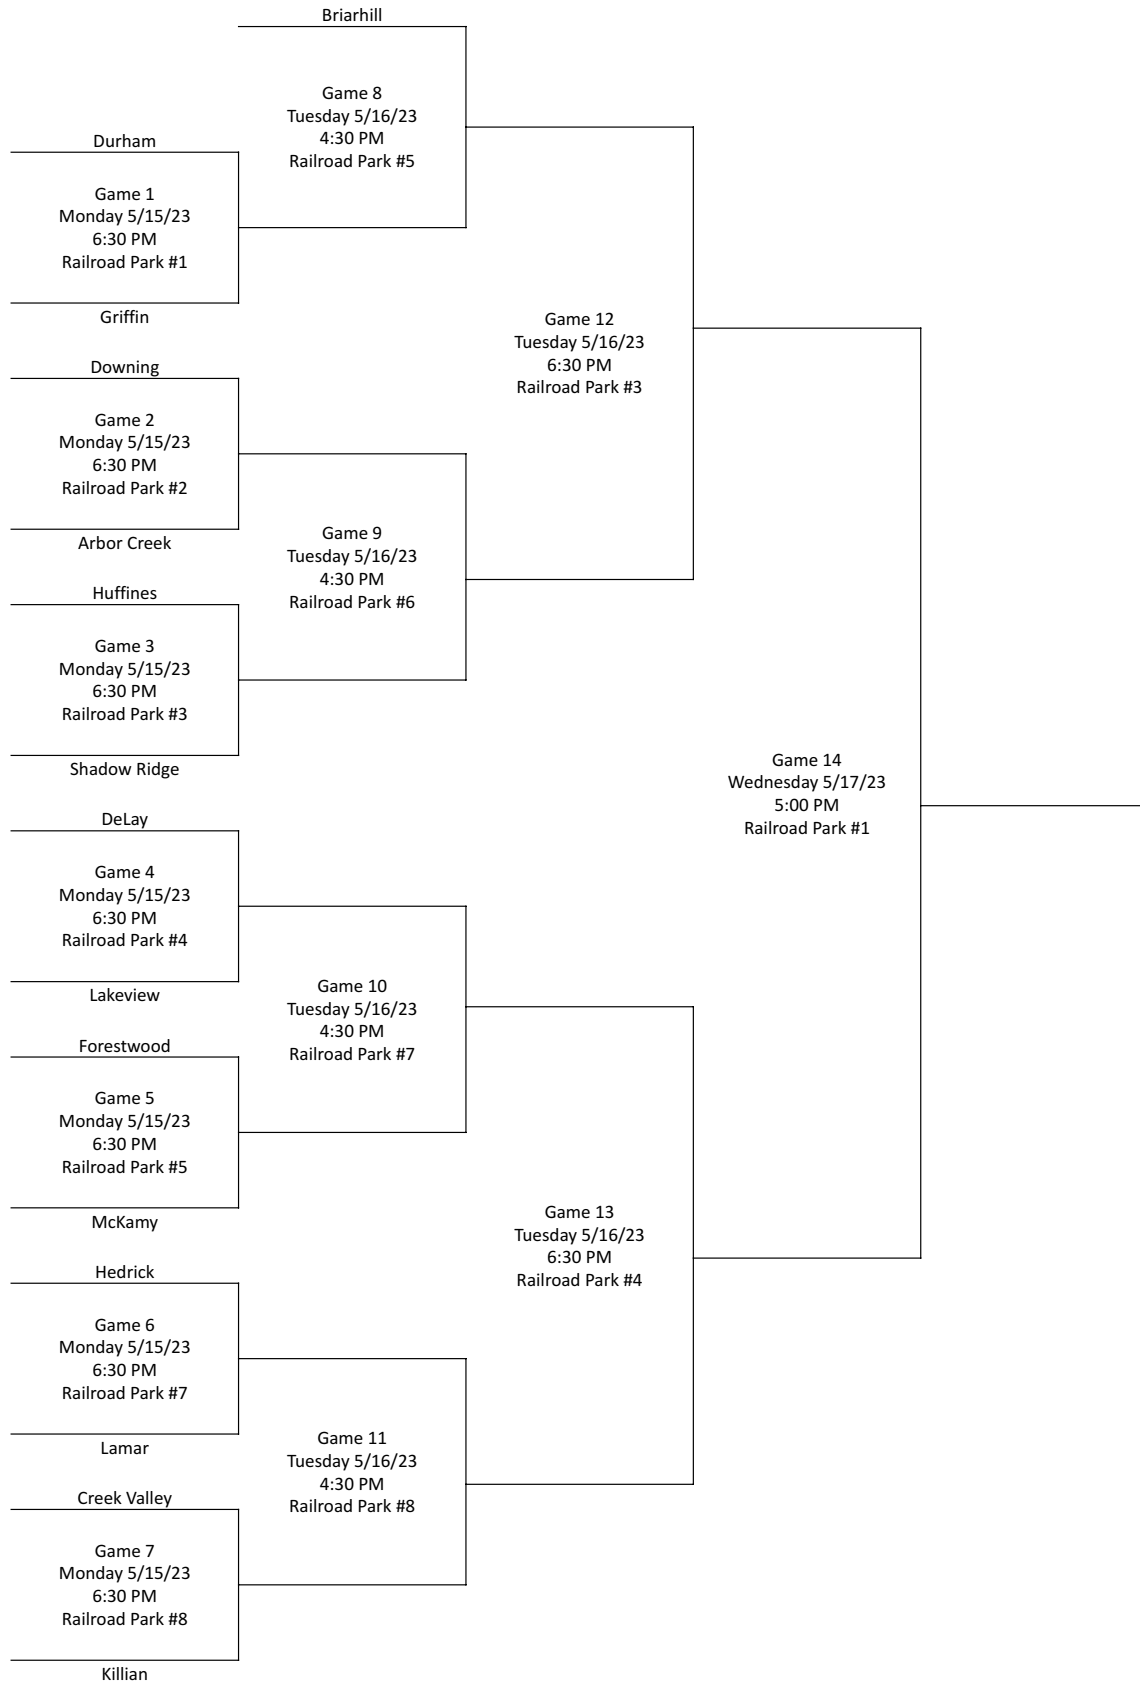 Briarhill
Game 8
Tuesday 5/16/23
4:30 PM
Railroad Park #5
Durham
Game 1
Monday 5/15/23
6:30 PM
Railroad Park #1
Griffin
Game 12
Tuesday 5/16/23
6:30 PM
Railroad Park #3
Downing
Game 2
Monday 5/15/23
6:30 PM
Railroad Park #2
Arbor Creek
Game 9
Tuesday 5/16/23
4:30 PM
Railroad Park #6
Huffines
Game 3
Monday 5/15/23
6:30 PM
Railroad Park #3
Shadow Ridge
Game 14
Wednesday 5/17/23
5:00 PM
Railroad Park #1
DeLay
Game 4
Monday 5/15/23
6:30 PM
Railroad Park #4
Lakeview
Game 10
Tuesday 5/16/23
4:30 PM
Railroad Park #7
Forestwood
Game 5
Monday 5/15/23
6:30 PM
Railroad Park #5
McKamy
Game 13
Tuesday 5/16/23
6:30 PM
Railroad Park #4
Hedrick
Game 6
Monday 5/15/23
6:30 PM
Railroad Park #7
Lamar
Game 11
Tuesday 5/16/23
4:30 PM
Railroad Park #8
Creek Valley
Game 7
Monday 5/15/23
6:30 PM
Railroad Park #8
Killian